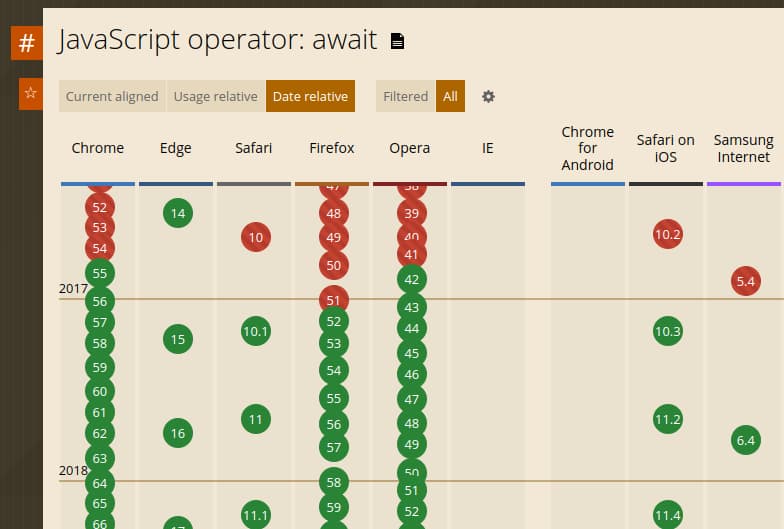 #
JavaScript operator: await
☆
Current aligned Usage relative Date relative Filtered All
Chrome Edge Safari Firefox Opera IE Chrome for Android Safari on iOS Samsung Internet
47 38
52 14 48 39
53 10 49 40 10.2
54 50 41
55 42 5.4
2017
56 51 43
57 15 10.1 52 44 10.3
58 53 45
59 54 46
60 55 47
61 11 56 48 11.2
62 16 57 49 6.4
63 50
2018
64 58 51
65 11.1 59 52 11.4
66 17